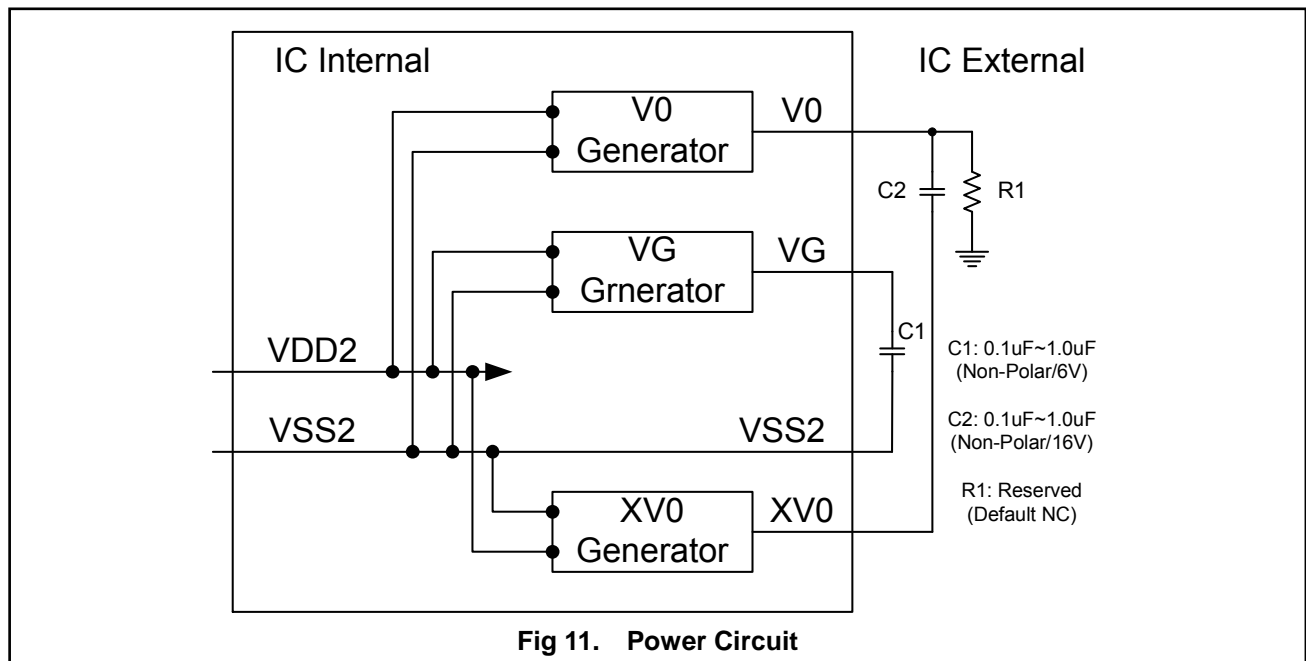 IC Internal
IC External
V0
Generator
V0
C2
R1
VG
Grnerator
VG
C1
VDD2
VSS2
VSS2
XV0
Generator
XV0
C1: 0.1uF~1.0uF
(Non-Polar/6V)
C2: 0.1uF~1.0uF
(Non-Polar/16V)
R1: Reserved
(Default NC)
Fig 11. Power Circuit